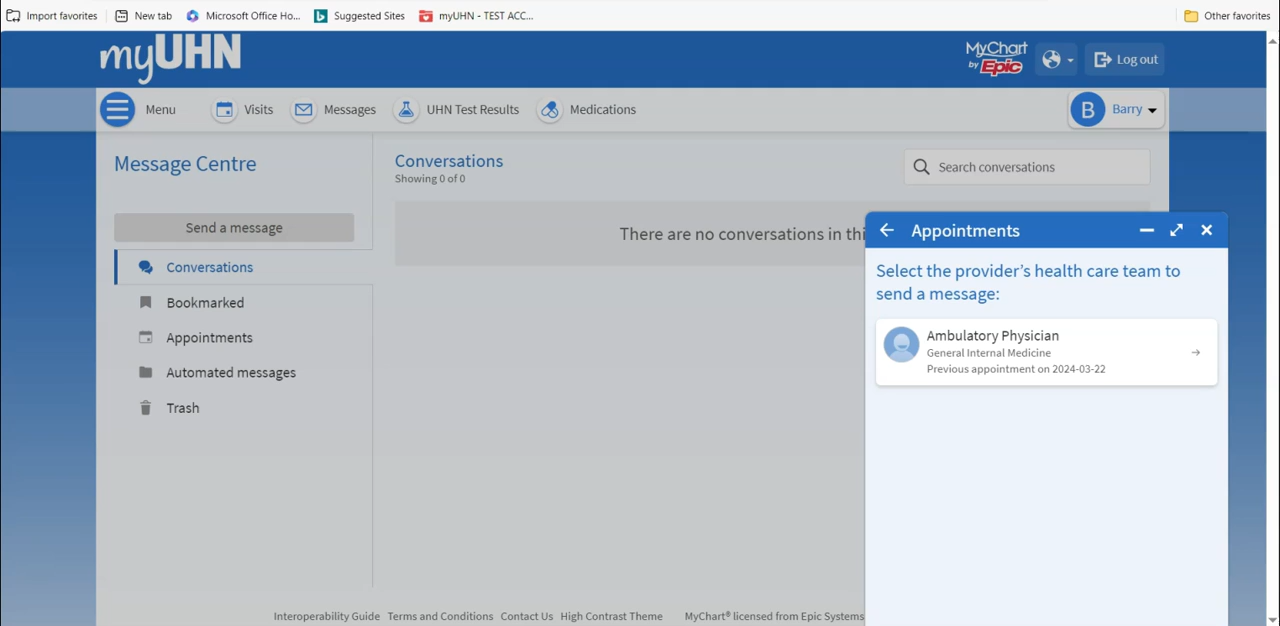 Import favorites
New tab
Microsoft Office Ho...
Suggested Sites
myUHN - TEST ACC...
Other favorites
myUHN
MyChart
by Epic
Log out
Menu
Visits
Messages
UHN Test Results
Medications
B
Barry
Message Centre
Send a message
Conversations
Bookmarked
Appointments
Automated messages
Trash
Conversations
Showing 0 of 0
Search conversations
There are no conversations in thi
Appointments
Select the provider's health care team to
send a message:
Ambulatory Physician
General Internal Medicine
Previous appointment on 2024-03-22
Interoperability Guide
Terms and Conditions
Contact Us
High Contrast Theme
MyChart® licensed from Epic Systems